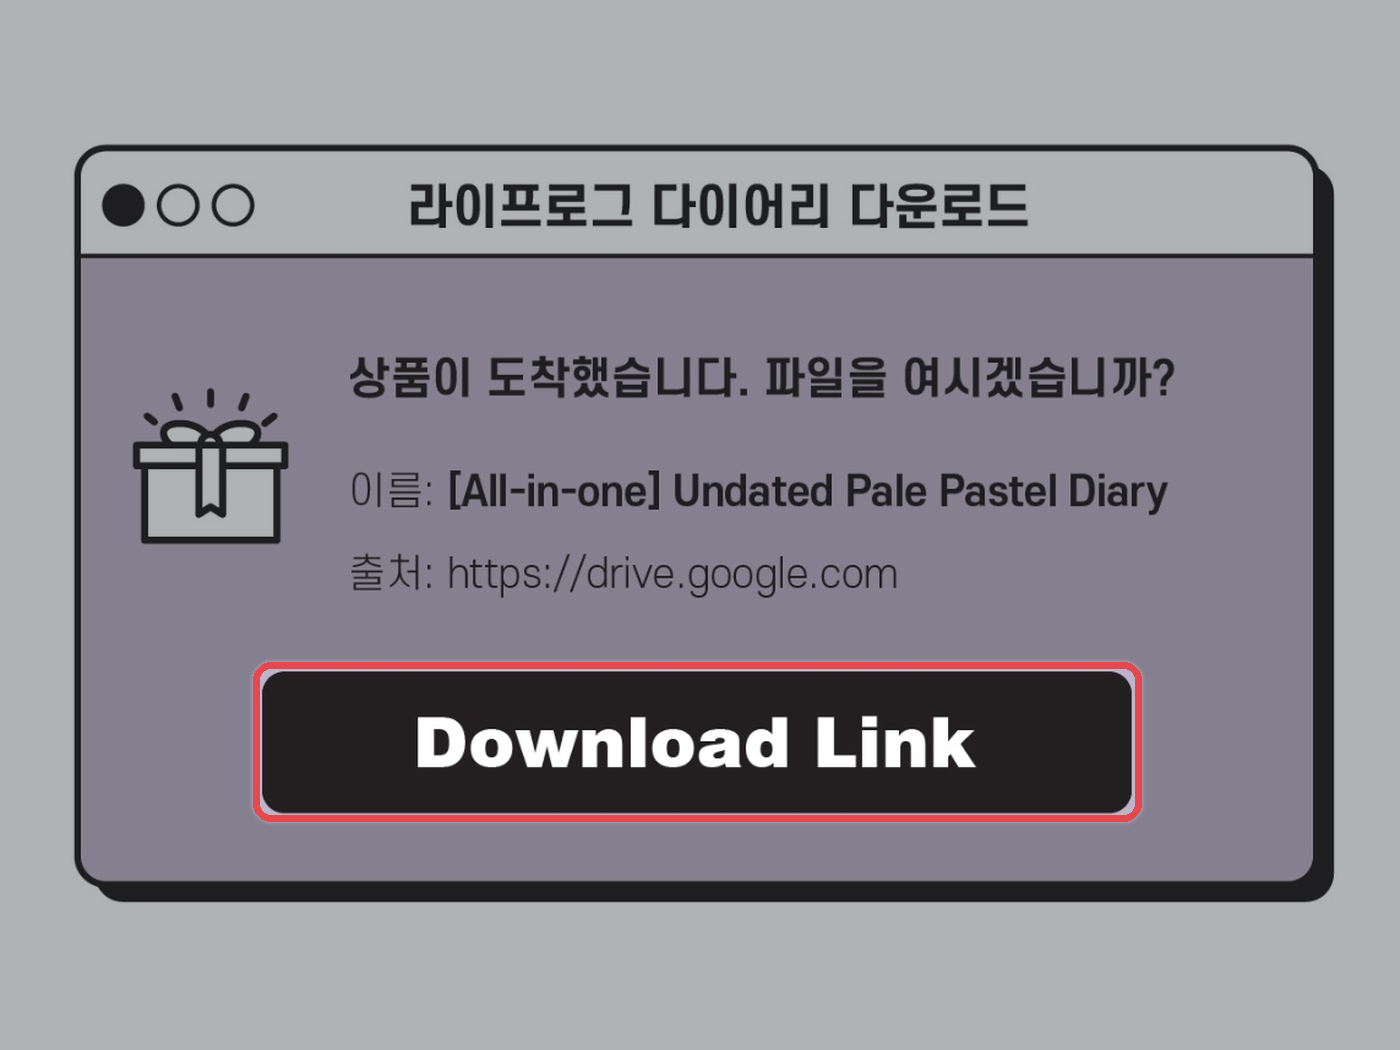 라이프로그 다이어리 다운로드
상품이 도착했습니다. 파일을 여시겠습니까?
이름: [All-in-one] Undated Pale Pastel Diary
출처: https://drive.google.com
Download Link